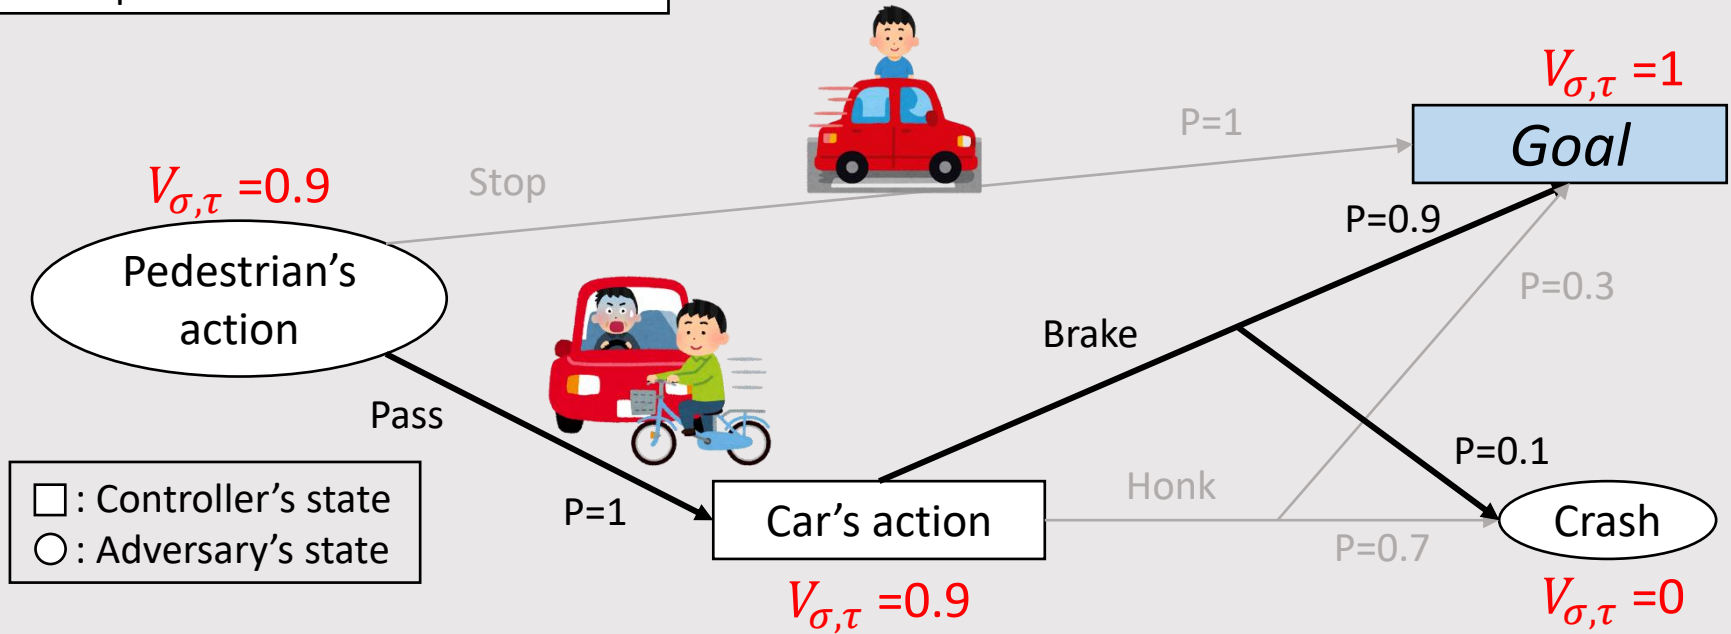 V_{σ,τ} =1
P=1
Goal
V_{σ,τ} =0.9
Stop
P=0.9
Pedestrian's
action
P=0.3
Brake
Pass
P=0.1
□ : Controller's state
○ : Adversary's state
P=1
Car's action
Honk
P=0.7
Crash
V_{σ,τ} =0.9
V_{σ,τ} =0